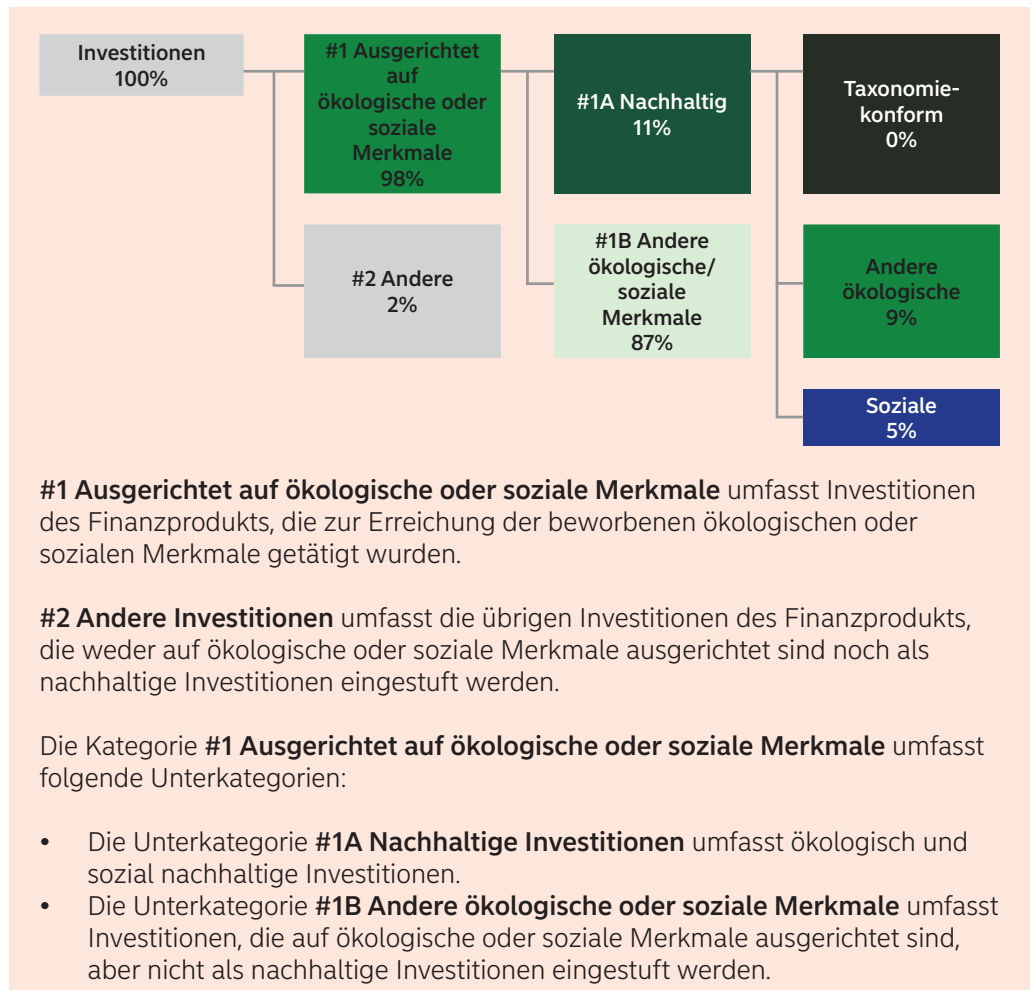 Investitionen
100%
#1 Ausgerichtet
auf
ökologische oder
soziale
Merkmale
98%
#1A Nachhaltig
11%
Taxonomie-
konform
0%
#2 Andere
2%
#1B Andere
ökologische/
soziale
Merkmale
87%
Andere
ökologische
9%
Soziale
5%
#1 Ausgerichtet auf ökologische oder soziale Merkmale umfasst Investitionen
des Finanzprodukts, die zur Erreichung der beworbenen ökologischen oder
sozialen Merkmale getätigt wurden.
#2 Andere Investitionen umfasst die übrigen Investitionen des Finanzprodukts,
die weder auf ökologische oder soziale Merkmale ausgerichtet sind noch als
nachhaltige Investitionen eingestuft werden.
Die Kategorie #1 Ausgerichtet auf ökologische oder soziale Merkmale umfasst
folgende Unterkategorien:
• Die Unterkategorie #1A Nachhaltige Investitionen umfasst ökologisch und
sozial nachhaltige Investitionen.
• Die Unterkategorie #1B Andere ökologische oder soziale Merkmale umfasst
Investitionen, die auf ökologische oder soziale Merkmale ausgerichtet sind,
aber nicht als nachhaltige Investitionen eingestuft werden.